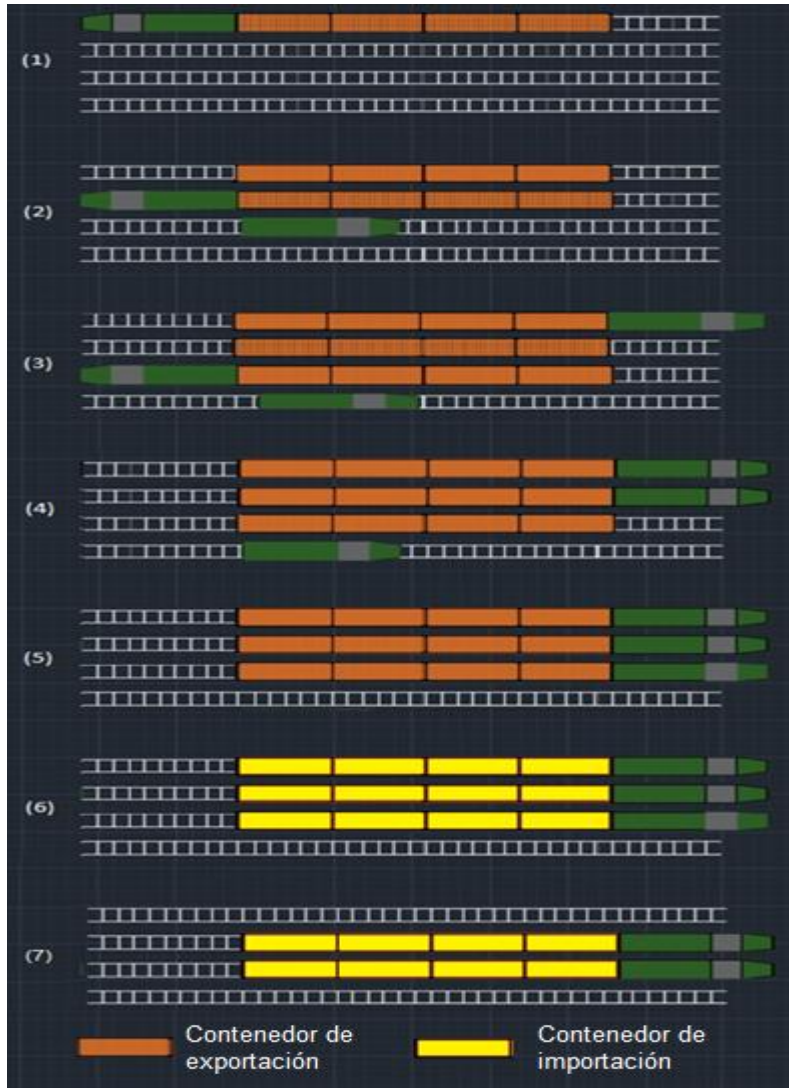 (1)
(2)
(3)
(4)
(5)
(6)
(7)
Contenedor de
exportación
Contenedor de
importación